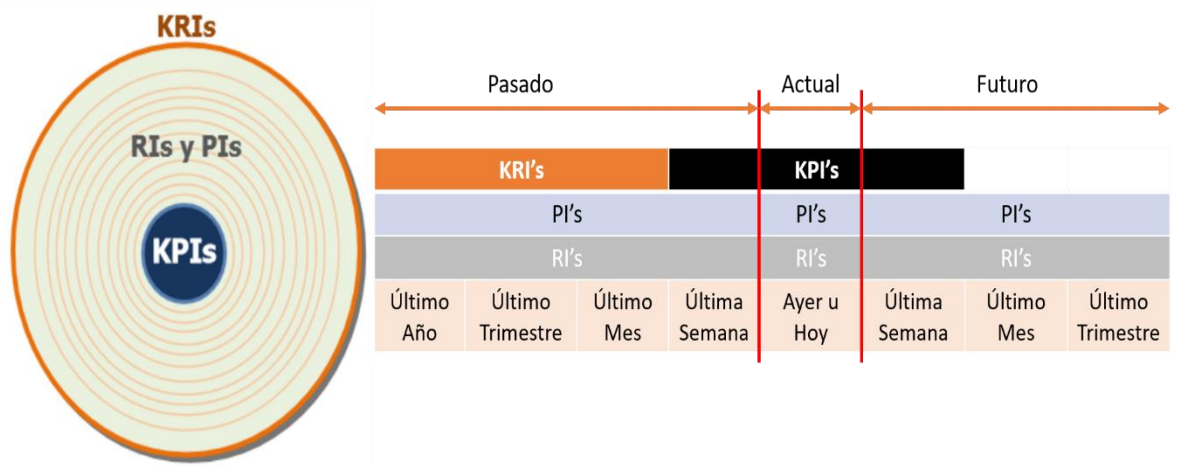 KRIs
RIs y PIs
KPIs
Pasado Actual Futuro
KRI’s KPI’s
PI’s PI’s PI’s
RI’s RI’s RI’s
Último Último Último Última Ayer u Última Último Último
Año Trimestre Mes Semana Hoy Semana Mes Trimestre